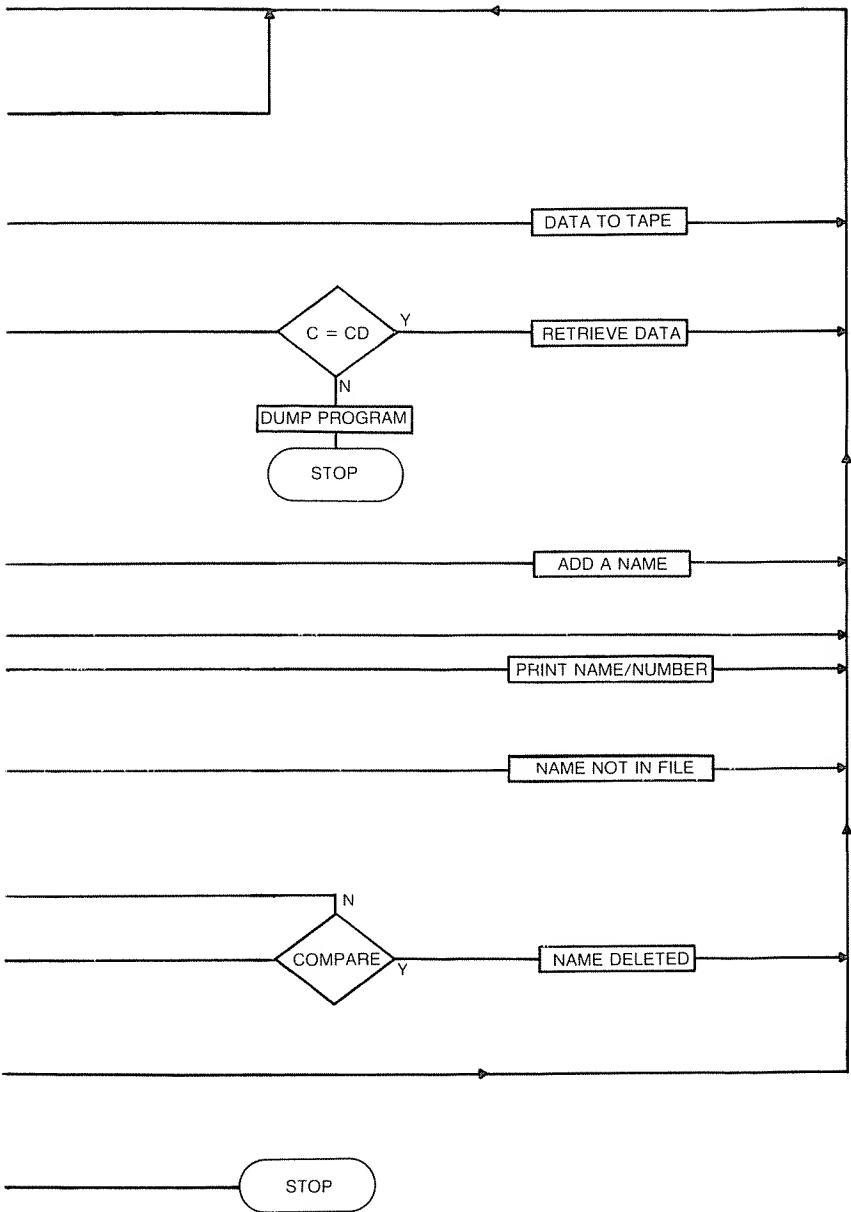 DATA TO TAPE
C = CD
Y
RETRIEVE DATA
N
DUMP PROGRAM
STOP
ADD A NAME
PRINT NAME/NUMBER
NAME NOT IN FILE
N
COMPARE
Y
NAME DELETED
STOP